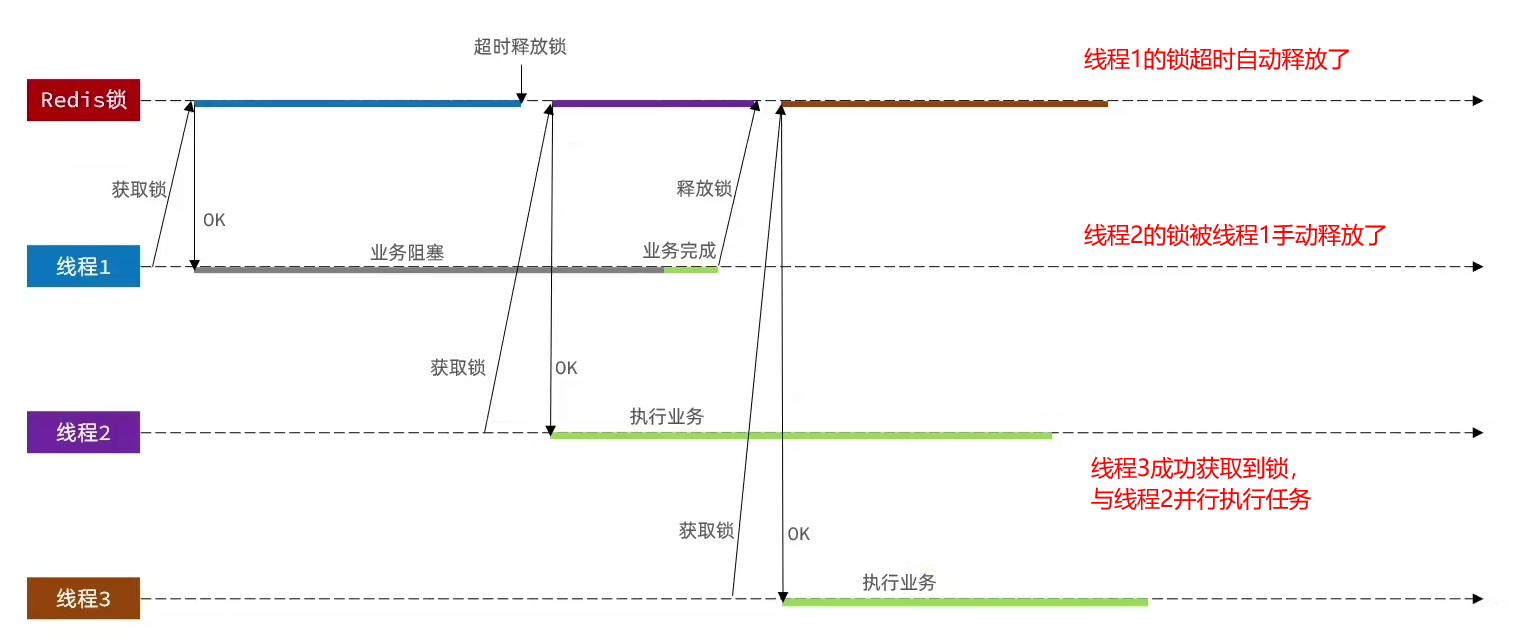 超时释放锁
线程1的锁超时自动释放了
Redis锁
获取锁
释放锁
OK
线程2的锁被线程1手动释放了
业务阻塞
业务完成
线程1
获取锁
OK
执行业务
线程2
线程3成功获取到锁，
与线程2并行执行任务
获取锁
OK
执行业务
线程3